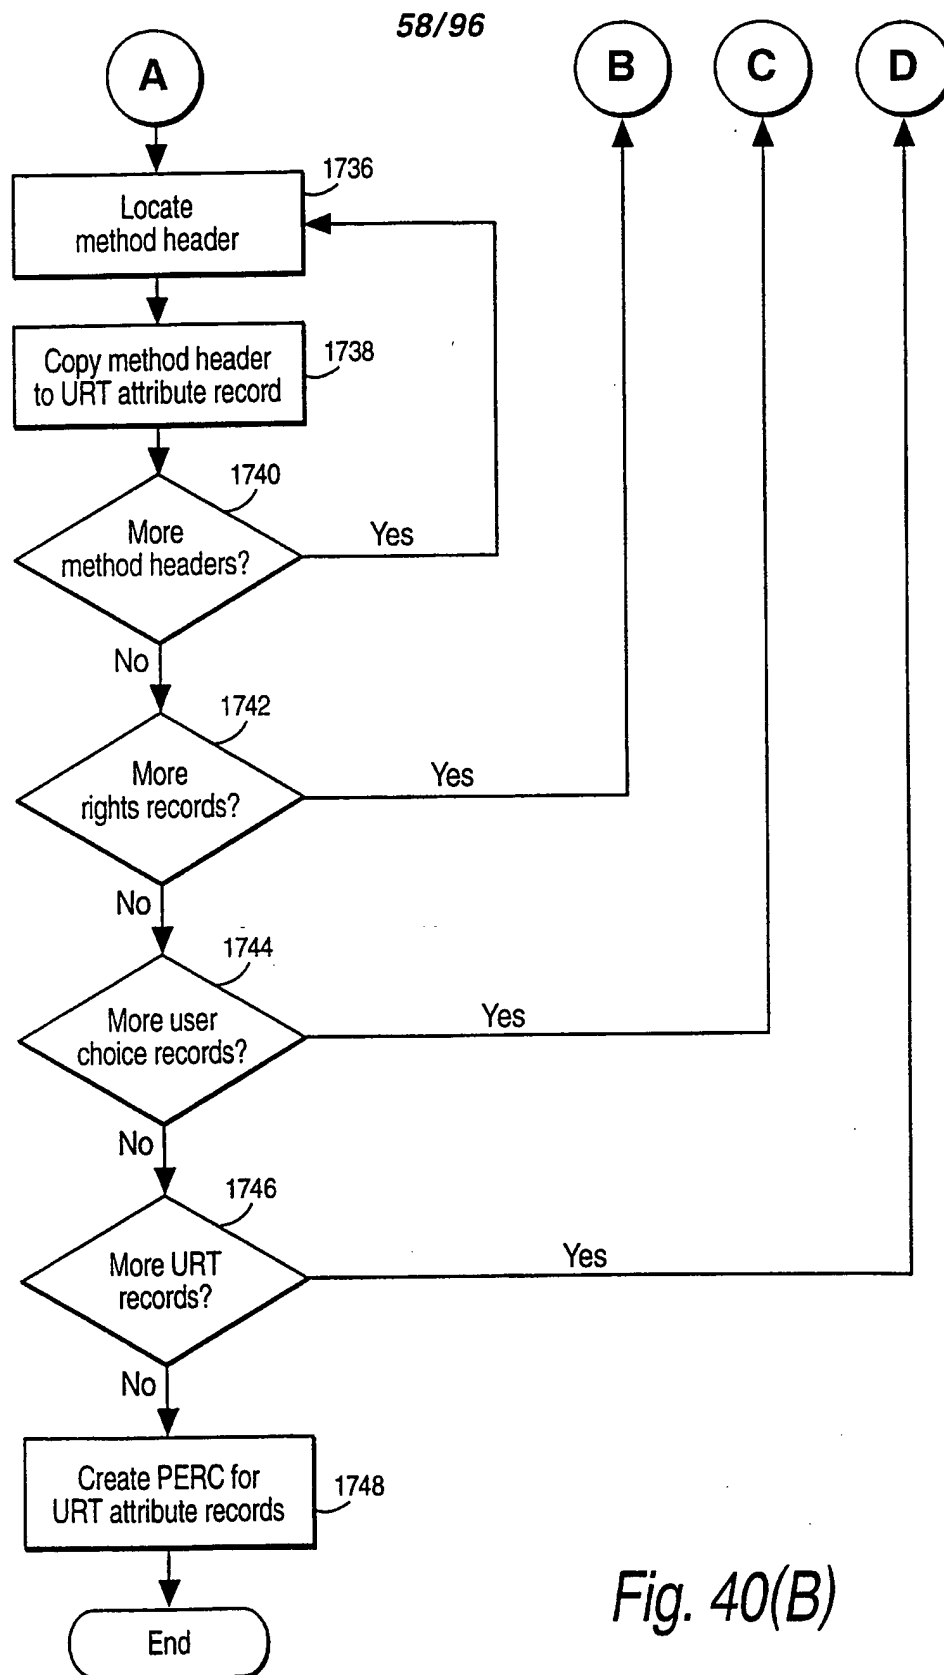 58/96
A
B
C
D
1736
Locate
method header
Copy method header
to URT attribute record
1738
1740
More
method headers?
Yes
No
1742
More
rights records?
Yes
No
1744
More user
choice records?
Yes
No
1746
More URT
records?
Yes
No
Create PERC for
URT attribute records
1748
End
Fig. 40(B)